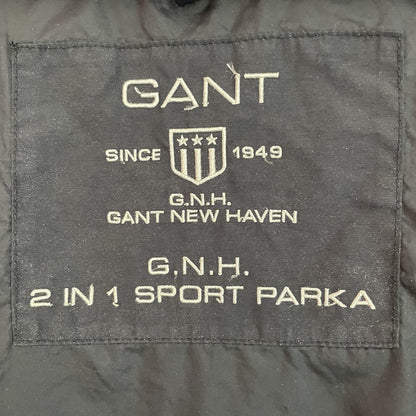 GANT
SINCE 1949
G.N.H.
GANT NEW HAVEN
G.N.H.
2 IN 1 SPORT PARKA